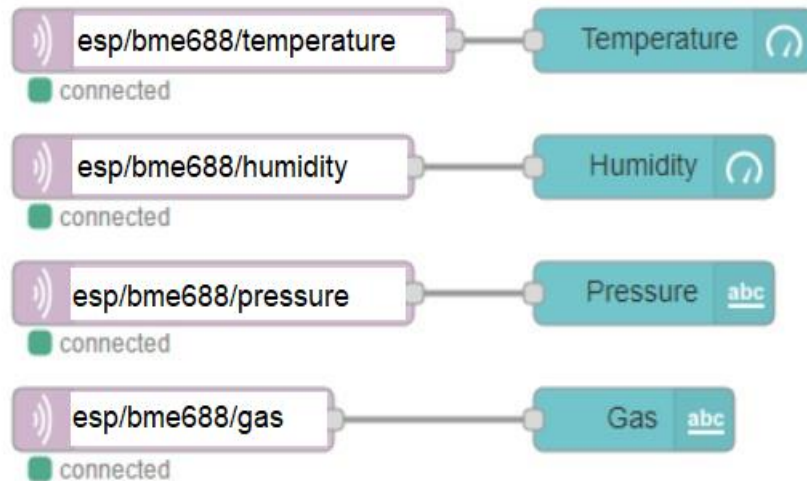 esp/bme688/temperature Temperature
connected
esp/bme688/humidity Humidity
connected
esp/bme688/pressure Pressure abc
connected
esp/bme688/gas Gas abc
connected